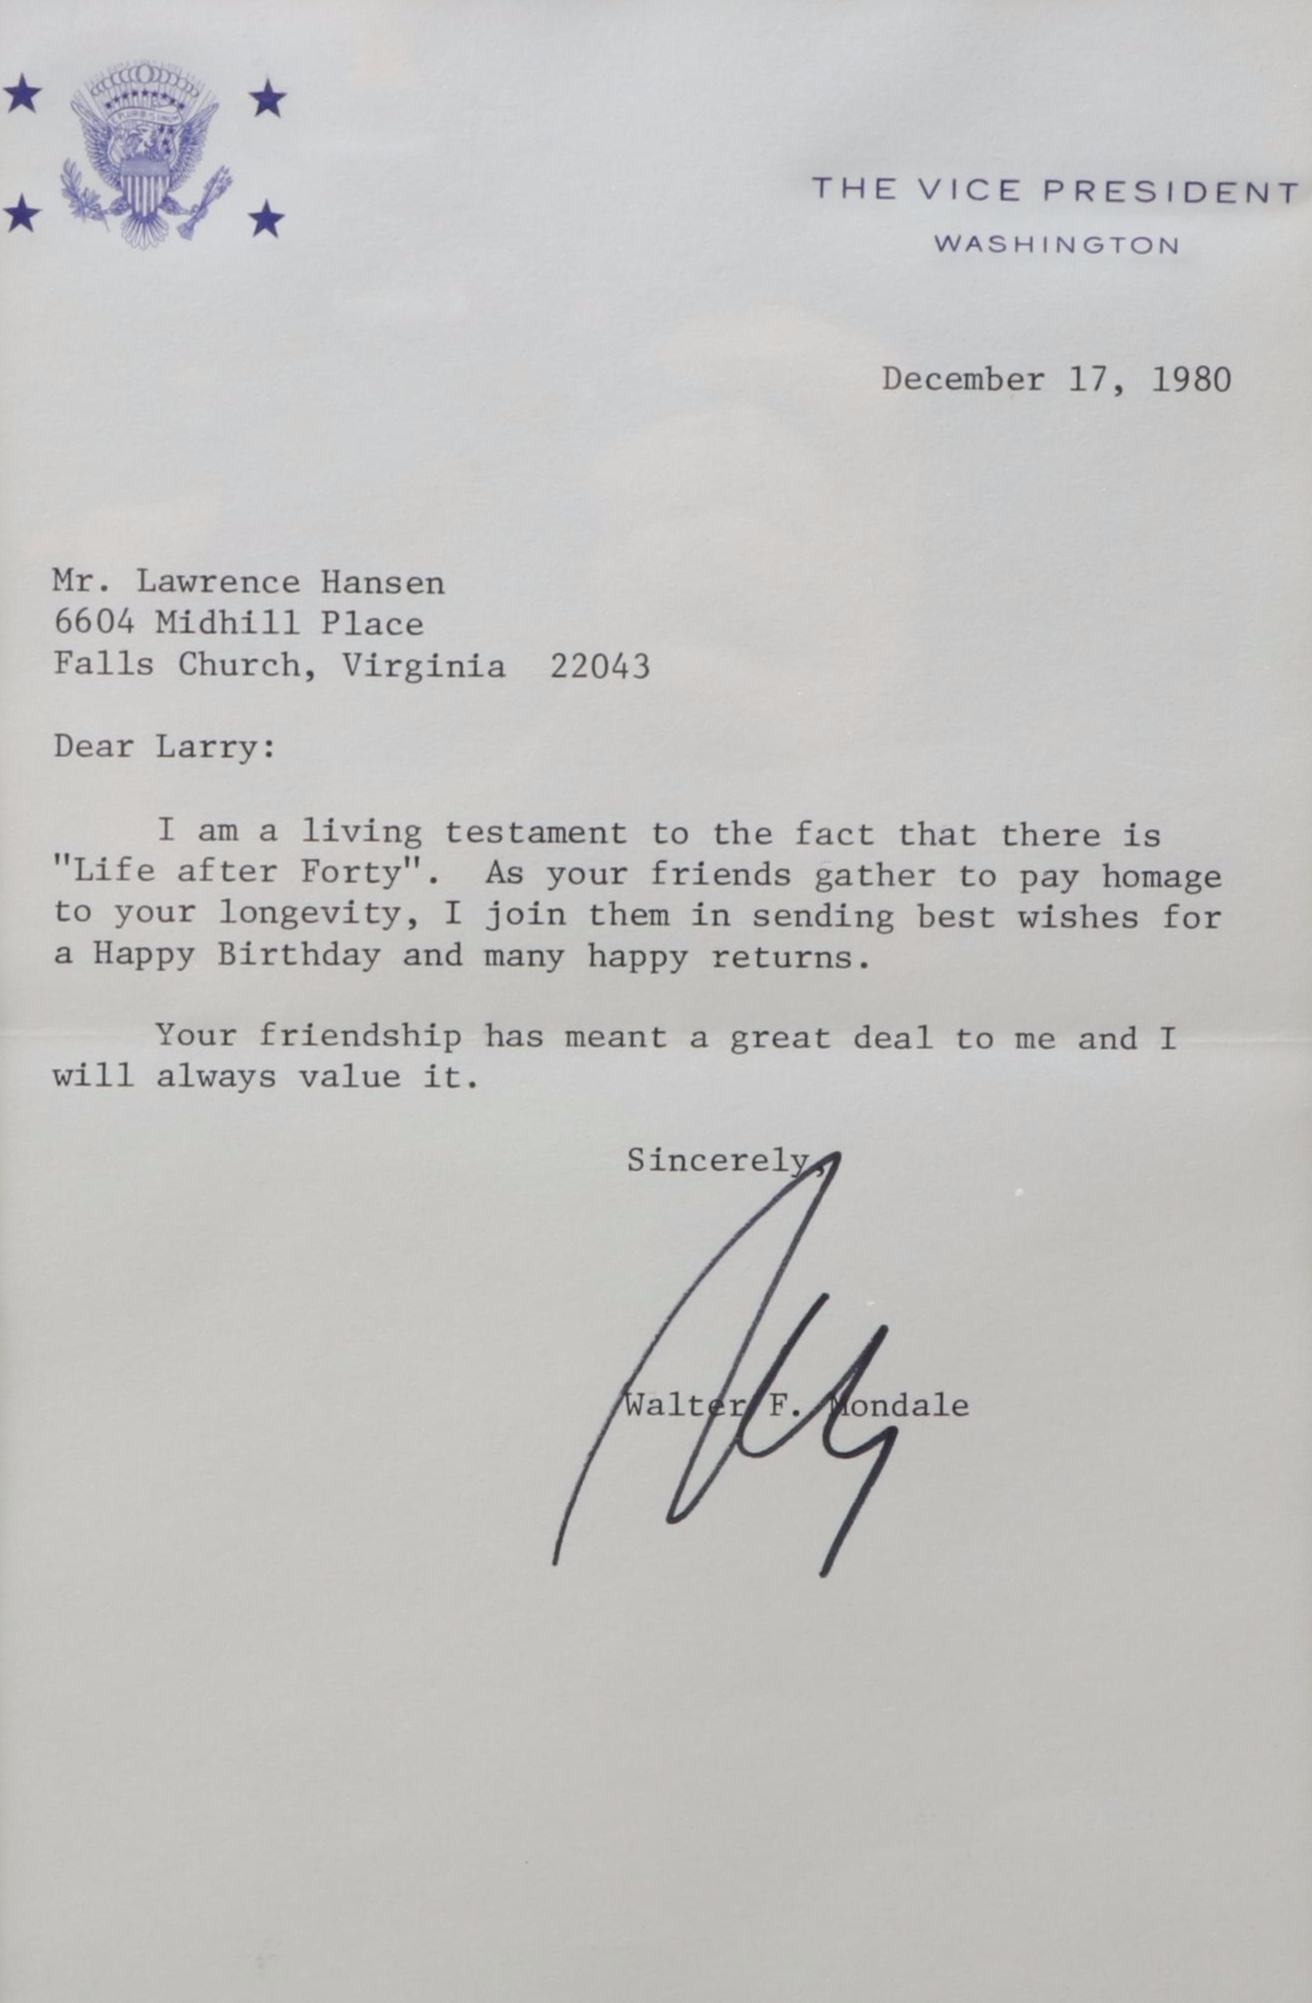 THE VICE PRESIDENT
WASHINGTON
December 17, 1980
Mr. Lawrence Hansen
6604 Midhill Place
Falls Church, Virginia  22043
Dear Larry:
I am a living testament to the fact that there is
"Life after Forty".  As your friends gather to pay homage
to your longevity, I join them in sending best wishes for
a Happy Birthday and many happy returns.
Your friendship has meant a great deal to me and I
will always value it.
Sincerely,
Walter F. Mondale